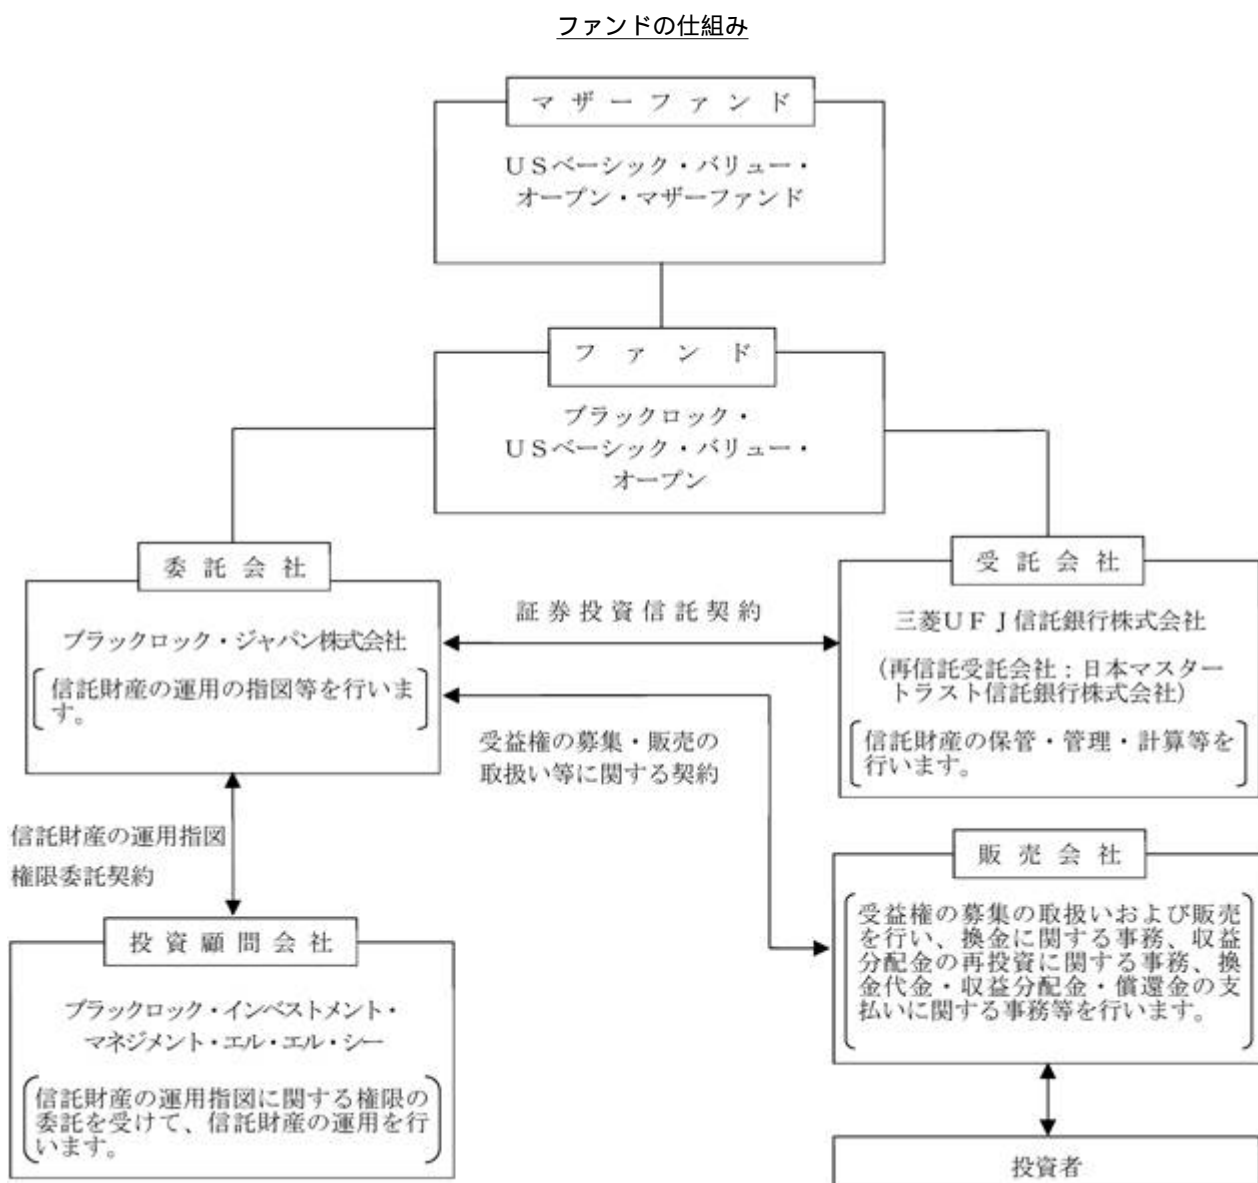 ファンドの仕組み
マザーファンド
USベーシック・バリュー・
オープン・マザーファンド
ファンド
ブラックロック・
USベーシック・バリュー・
オープン
委託会社
ブラックロック・ジャパン株式会社
信託財産の運用の指図等を行いま
す。
証券投資信託契約
受託会社
三菱UFJ信託銀行株式会社
(再信託受託会社:日本マスター
トラスト信託銀行株式会社)
信託財産の保管・管理・計算等を
行います。
受益権の募集・販売の
取扱い等に関する契約
信託財産の運用指図
権限委託契約
販売会社
受益権の募集の取扱いおよび販売
を行い、換金に関する事務、収益
分配金の再投資に関する事務、換
金代金・収益分配金・償還金の支
払いに関する事務等を行います。
投資顧問会社
ブラックロック・インベストメント・
マネジメント・エル・エル・シー
信託財産の運用指図に関する権限の
委託を受けて、信託財産の運用を行
います。
投資者